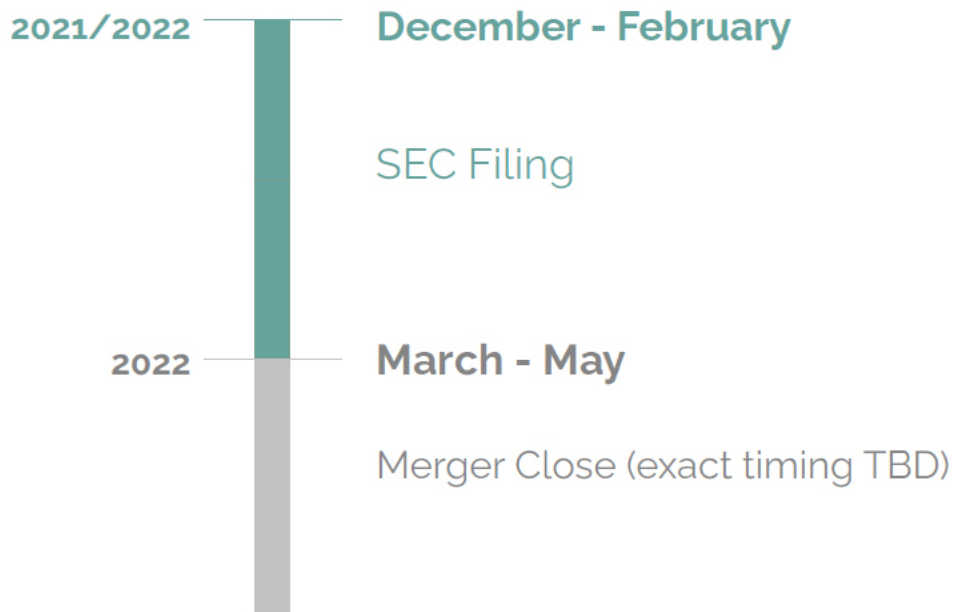 2021/2022
December - February
SEC Filing
2022
March - May
Merger Close (exact timing TBD)